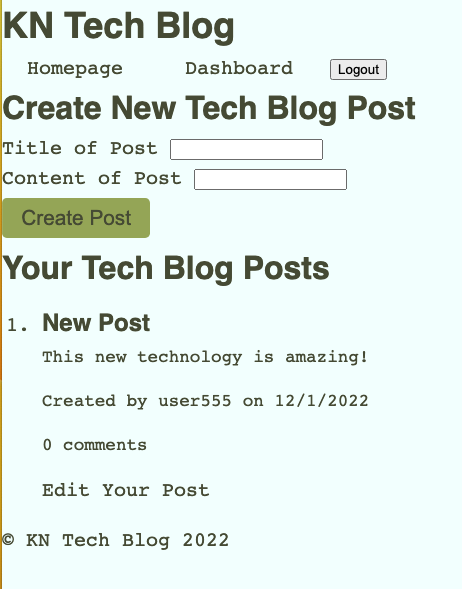 KN Tech Blog
Homepage Dashboard Logout
Create New Tech Blog Post
Title of Post
Content of Post
Create Post
Your Tech Blog Posts
1. New Post
This new technology is amazing!
Created by user555 on 12/1/2022
0 comments
Edit Your Post
© KN Tech Blog 2022